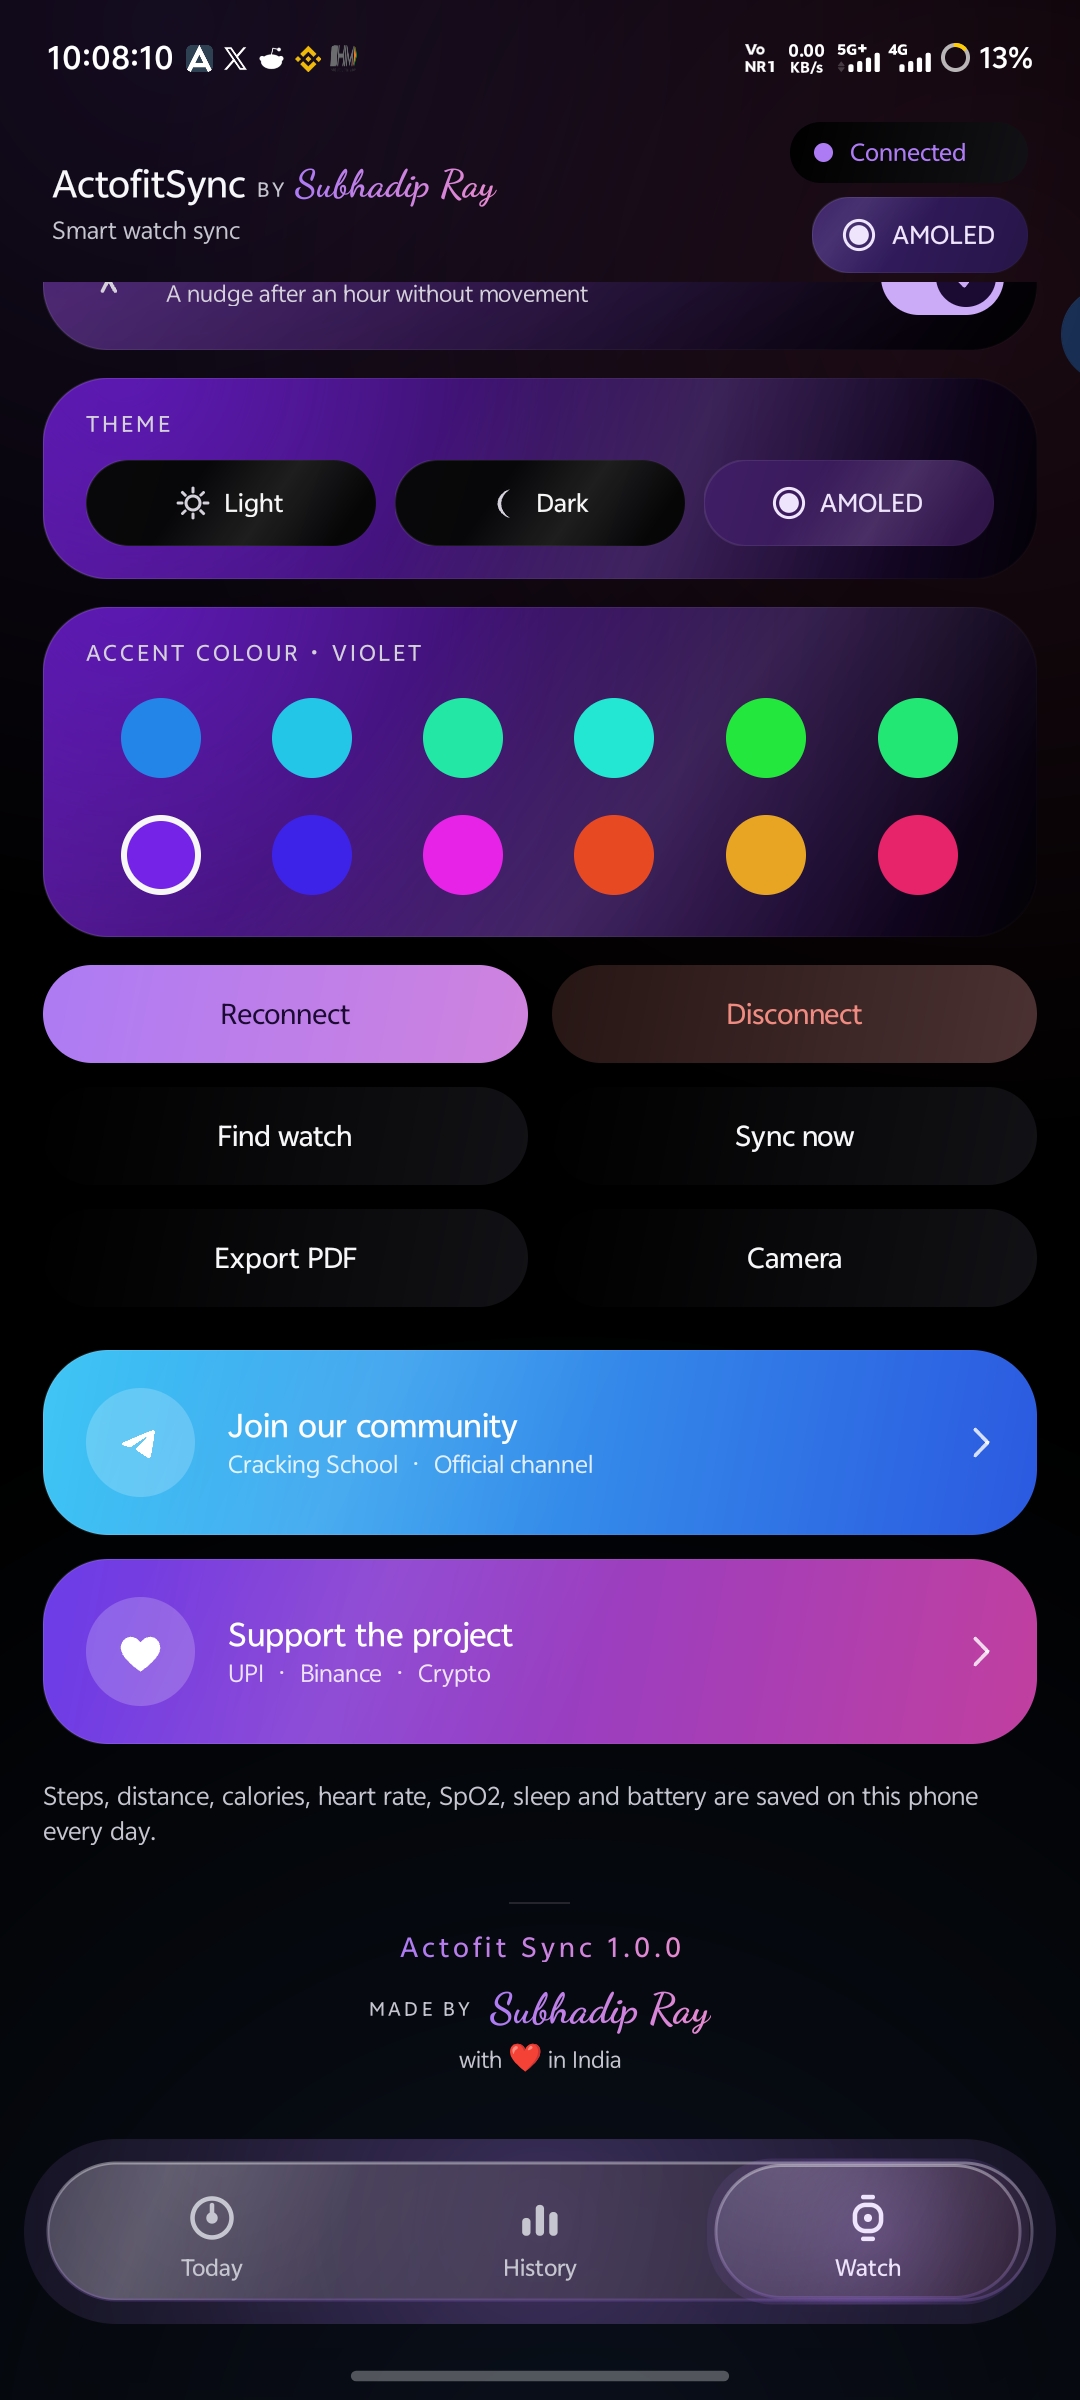 10:08:10
Vo NR1 0.00 KB/s 5G+ 4G 13%
Connected
ActofitSync BY Subhadip Ray
Smart watch sync
AMOLED
A nudge after an hour without movement
THEME
Light Dark AMOLED
ACCENT COLOUR • VIOLET
Reconnect Disconnect
Find watch Sync now
Export PDF Camera
Join our community
Cracking School · Official channel
Support the project
UPI · Binance · Crypto
Steps, distance, calories, heart rate, SpO2, sleep and battery are saved on this phone
every day.
Actofit Sync 1.0.0
MADE BY Subhadip Ray
with ❤️ in India
Today History Watch